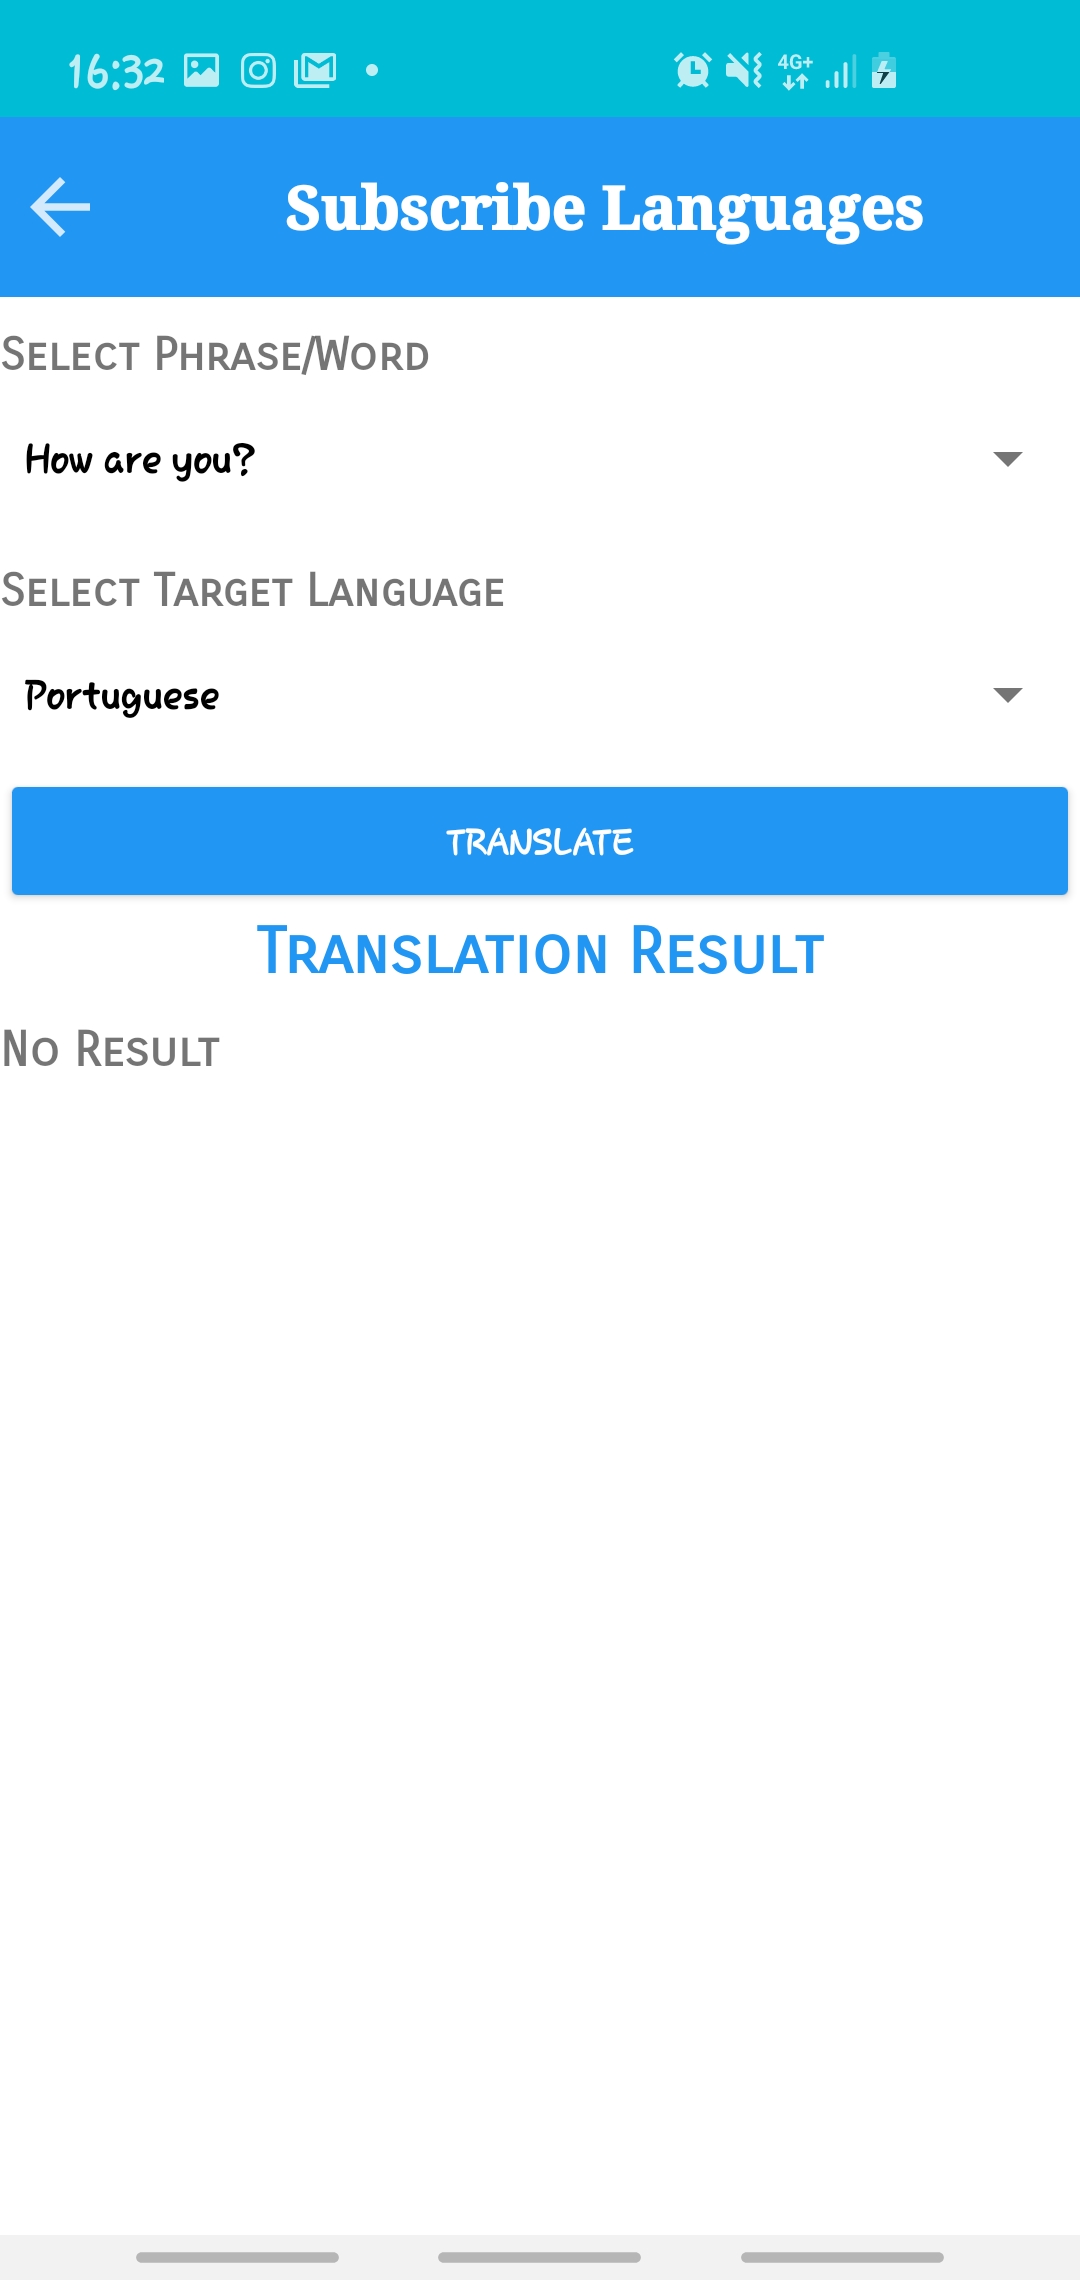 16:32
4G+
Subscribe Languages
Select Phrase/Word
How are you?
Select Target Language
Portuguese
TRANSLATE
Translation Result
No Result